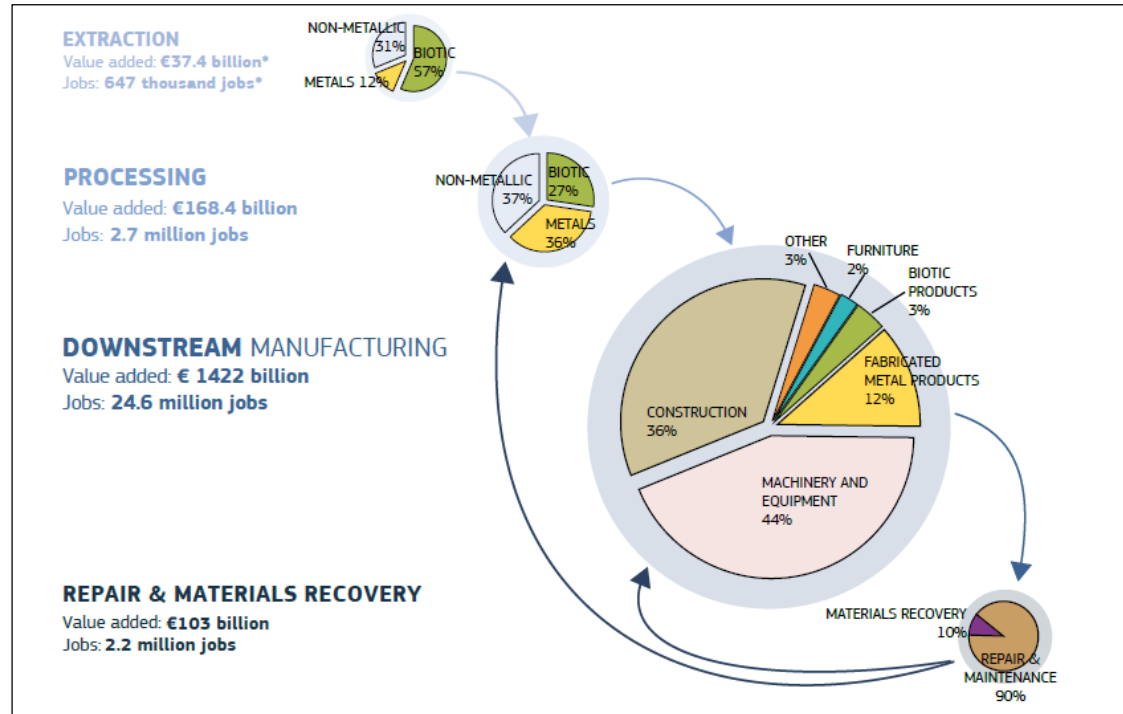 EXTRACTION
Value added: €37.4 billion*
Jobs: 647 thousand jobs*
NON-METALLIC
31%
BIOTIC
57%
METALS 12%
PROCESSING
Value added: €168.4 billion
Jobs: 2.7 million jobs
NON-METALLIC
37%
BIOTIC
27%
METALS
36%
DOWNSTREAM MANUFACTURING
Value added: € 1422 billion
Jobs: 24.6 million jobs
OTHER
3%
FURNITURE
2%
BIOTIC
PRODUCTS
3%
FABRICATED
METAL PRODUCTS
12%
CONSTRUCTION
36%
MACHINERY AND
EQUIPMENT
44%
REPAIR & MATERIALS RECOVERY
Value added: €103 billion
Jobs: 2.2 million jobs
MATERIALS RECOVERY
10%
REPAIR &
MAINTENANCE
90%